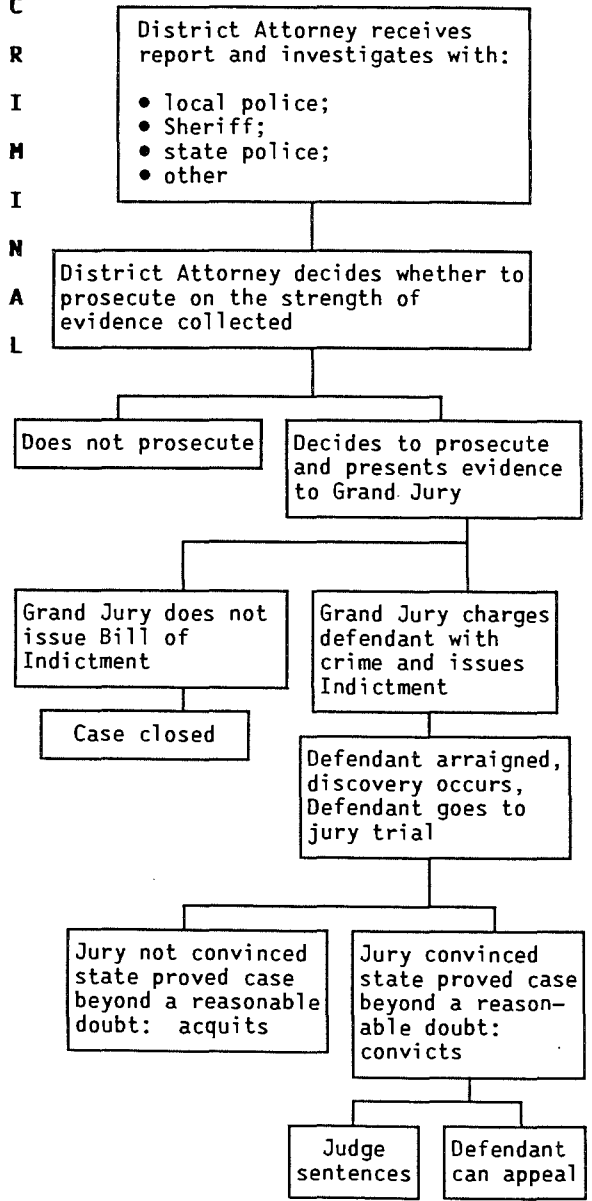 C
R
I
M
I
N
A
L
District Attorney receives
report and investigates with:
• local police;
• Sheriff;
• state police;
• other
District Attorney decides whether to
prosecute on the strength of
evidence collected
Does not prosecute
Decides to prosecute
and presents evidence
to Grand Jury
Grand Jury does not
issue Bill of
Indictment
Grand Jury charges
defendant with
crime and issues
Indictment
Case closed
Defendant arraigned,
discovery occurs,
Defendant goes to
jury trial
Jury not convinced
state proved case
beyond a reasonable
doubt: acquits
Jury convinced
state proved case
beyond a reason-
able doubt:
convicts
Judge
sentences
Defendant
can appeal